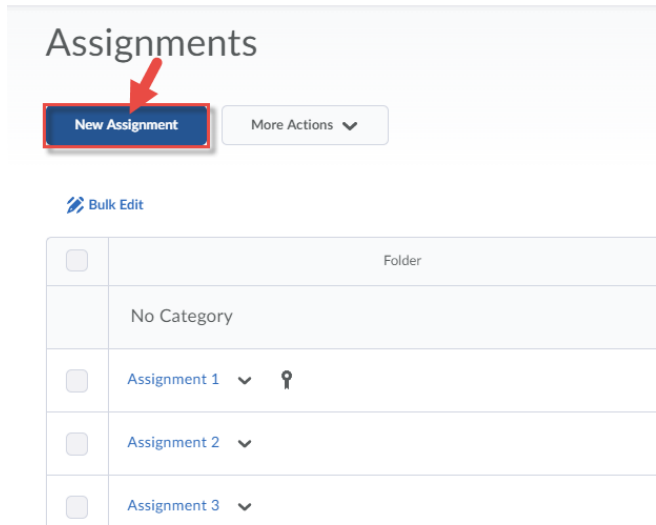 Assignments
New Assignment
More Actions
Bulk Edit
Folder
No Category
Assignment 1
Assignment 2
Assignment 3